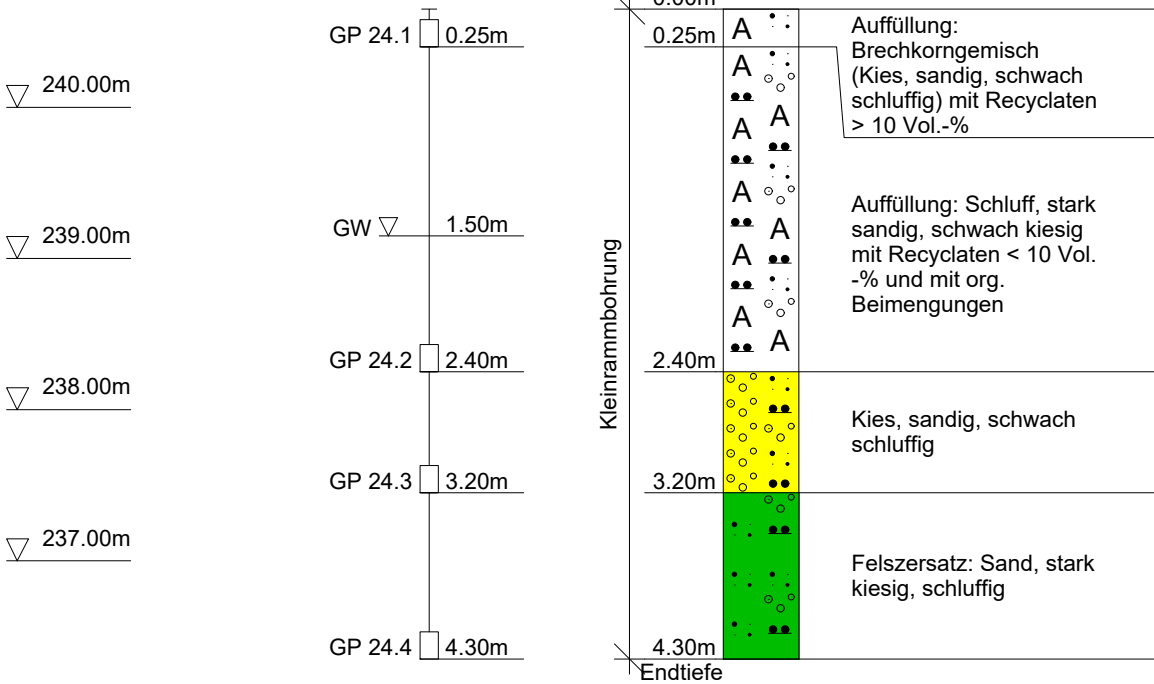 0.00m
GP 24.1 0.25m
0.25m
A
A
A
A
A
A
A
A
A
240.00m
239.00m
238.00m
237.00m
GW 1.50m
GP 24.2 2.40m
GP 24.3 3.20m
GP 24.4 4.30m
Kleinrammbohrung
2.40m
3.20m
4.30m
Endtiefe
Auffüllung:
Brechkorngemisch
(Kies, sandig, schwach
schluffig) mit Recyclaten
> 10 Vol.-%
Auffüllung: Schluff, stark
sandig, schwach kiesig
mit Recyclaten < 10 Vol.
-% und mit org.
Beimengungen
Kies, sandig, schwach
schluffig
Felszersatz: Sand, stark
kiesig, schluffig